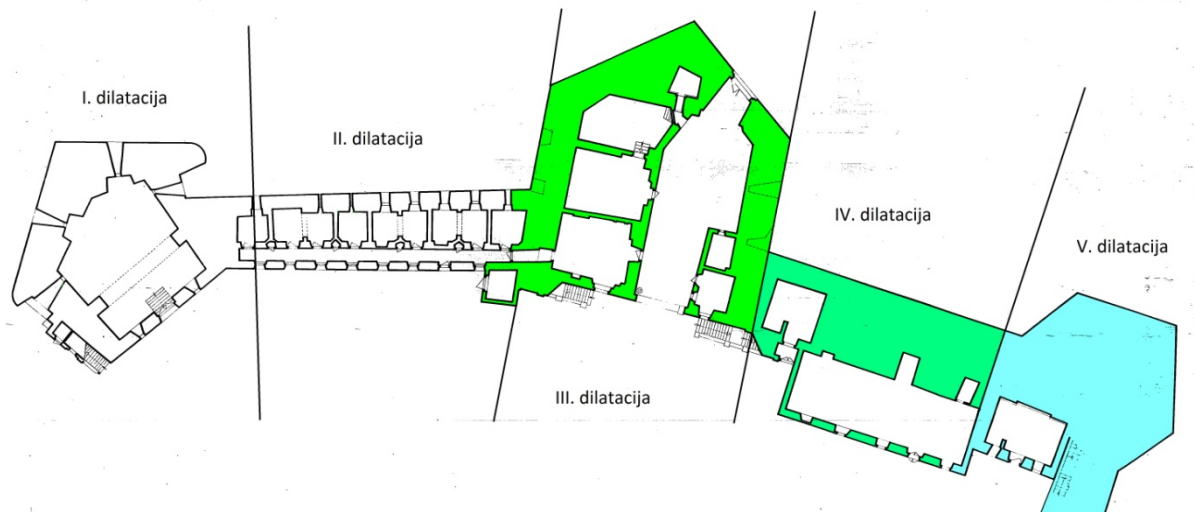 I. dilatacija
II. dilatacija
III. dilatacija
IV. dilatacija
V. dilatacija